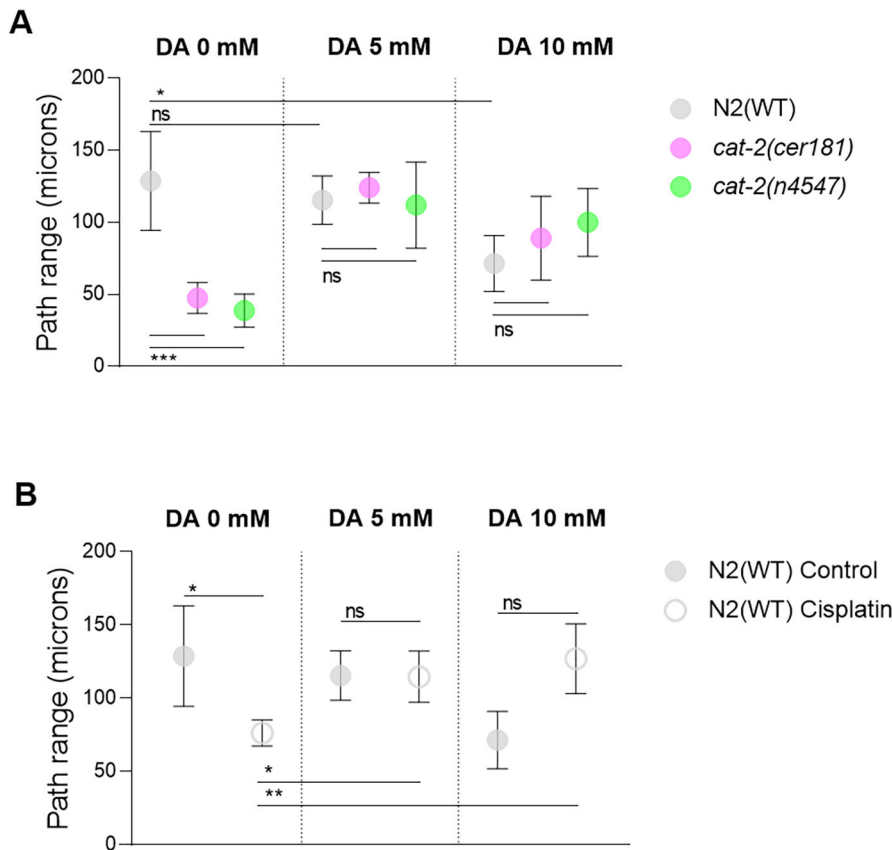 A
DA 0 mM
DA 5 mM
DA 10 mM
Path range (microns)
200
150
100
50
0
*
ns
***
ns
ns
N2(WT)
cat-2(cer181)
cat-2(n4547)
B
DA 0 mM
DA 5 mM
DA 10 mM
Path range (microns)
200
150
100
50
0
*
ns
ns
*
**
N2(WT) Control
N2(WT) Cisplatin